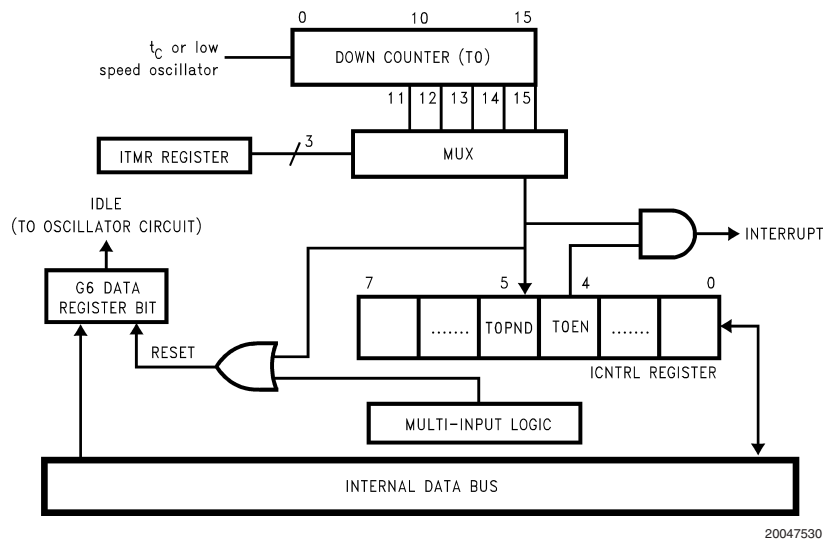 0 10 15
t_C or low
speed oscillator
DOWN COUNTER (T0)
11 12 13 14 15
ITMR REGISTER
3
MUX
IDLE
(TO OSCILLATOR CIRCUIT)
INTERRUPT
G6 DATA
REGISTER BIT
7 5 4 0
....... T0PND T0EN .......
RESET
ICNTRL REGISTER
MULTI-INPUT LOGIC
INTERNAL DATA BUS
20047530